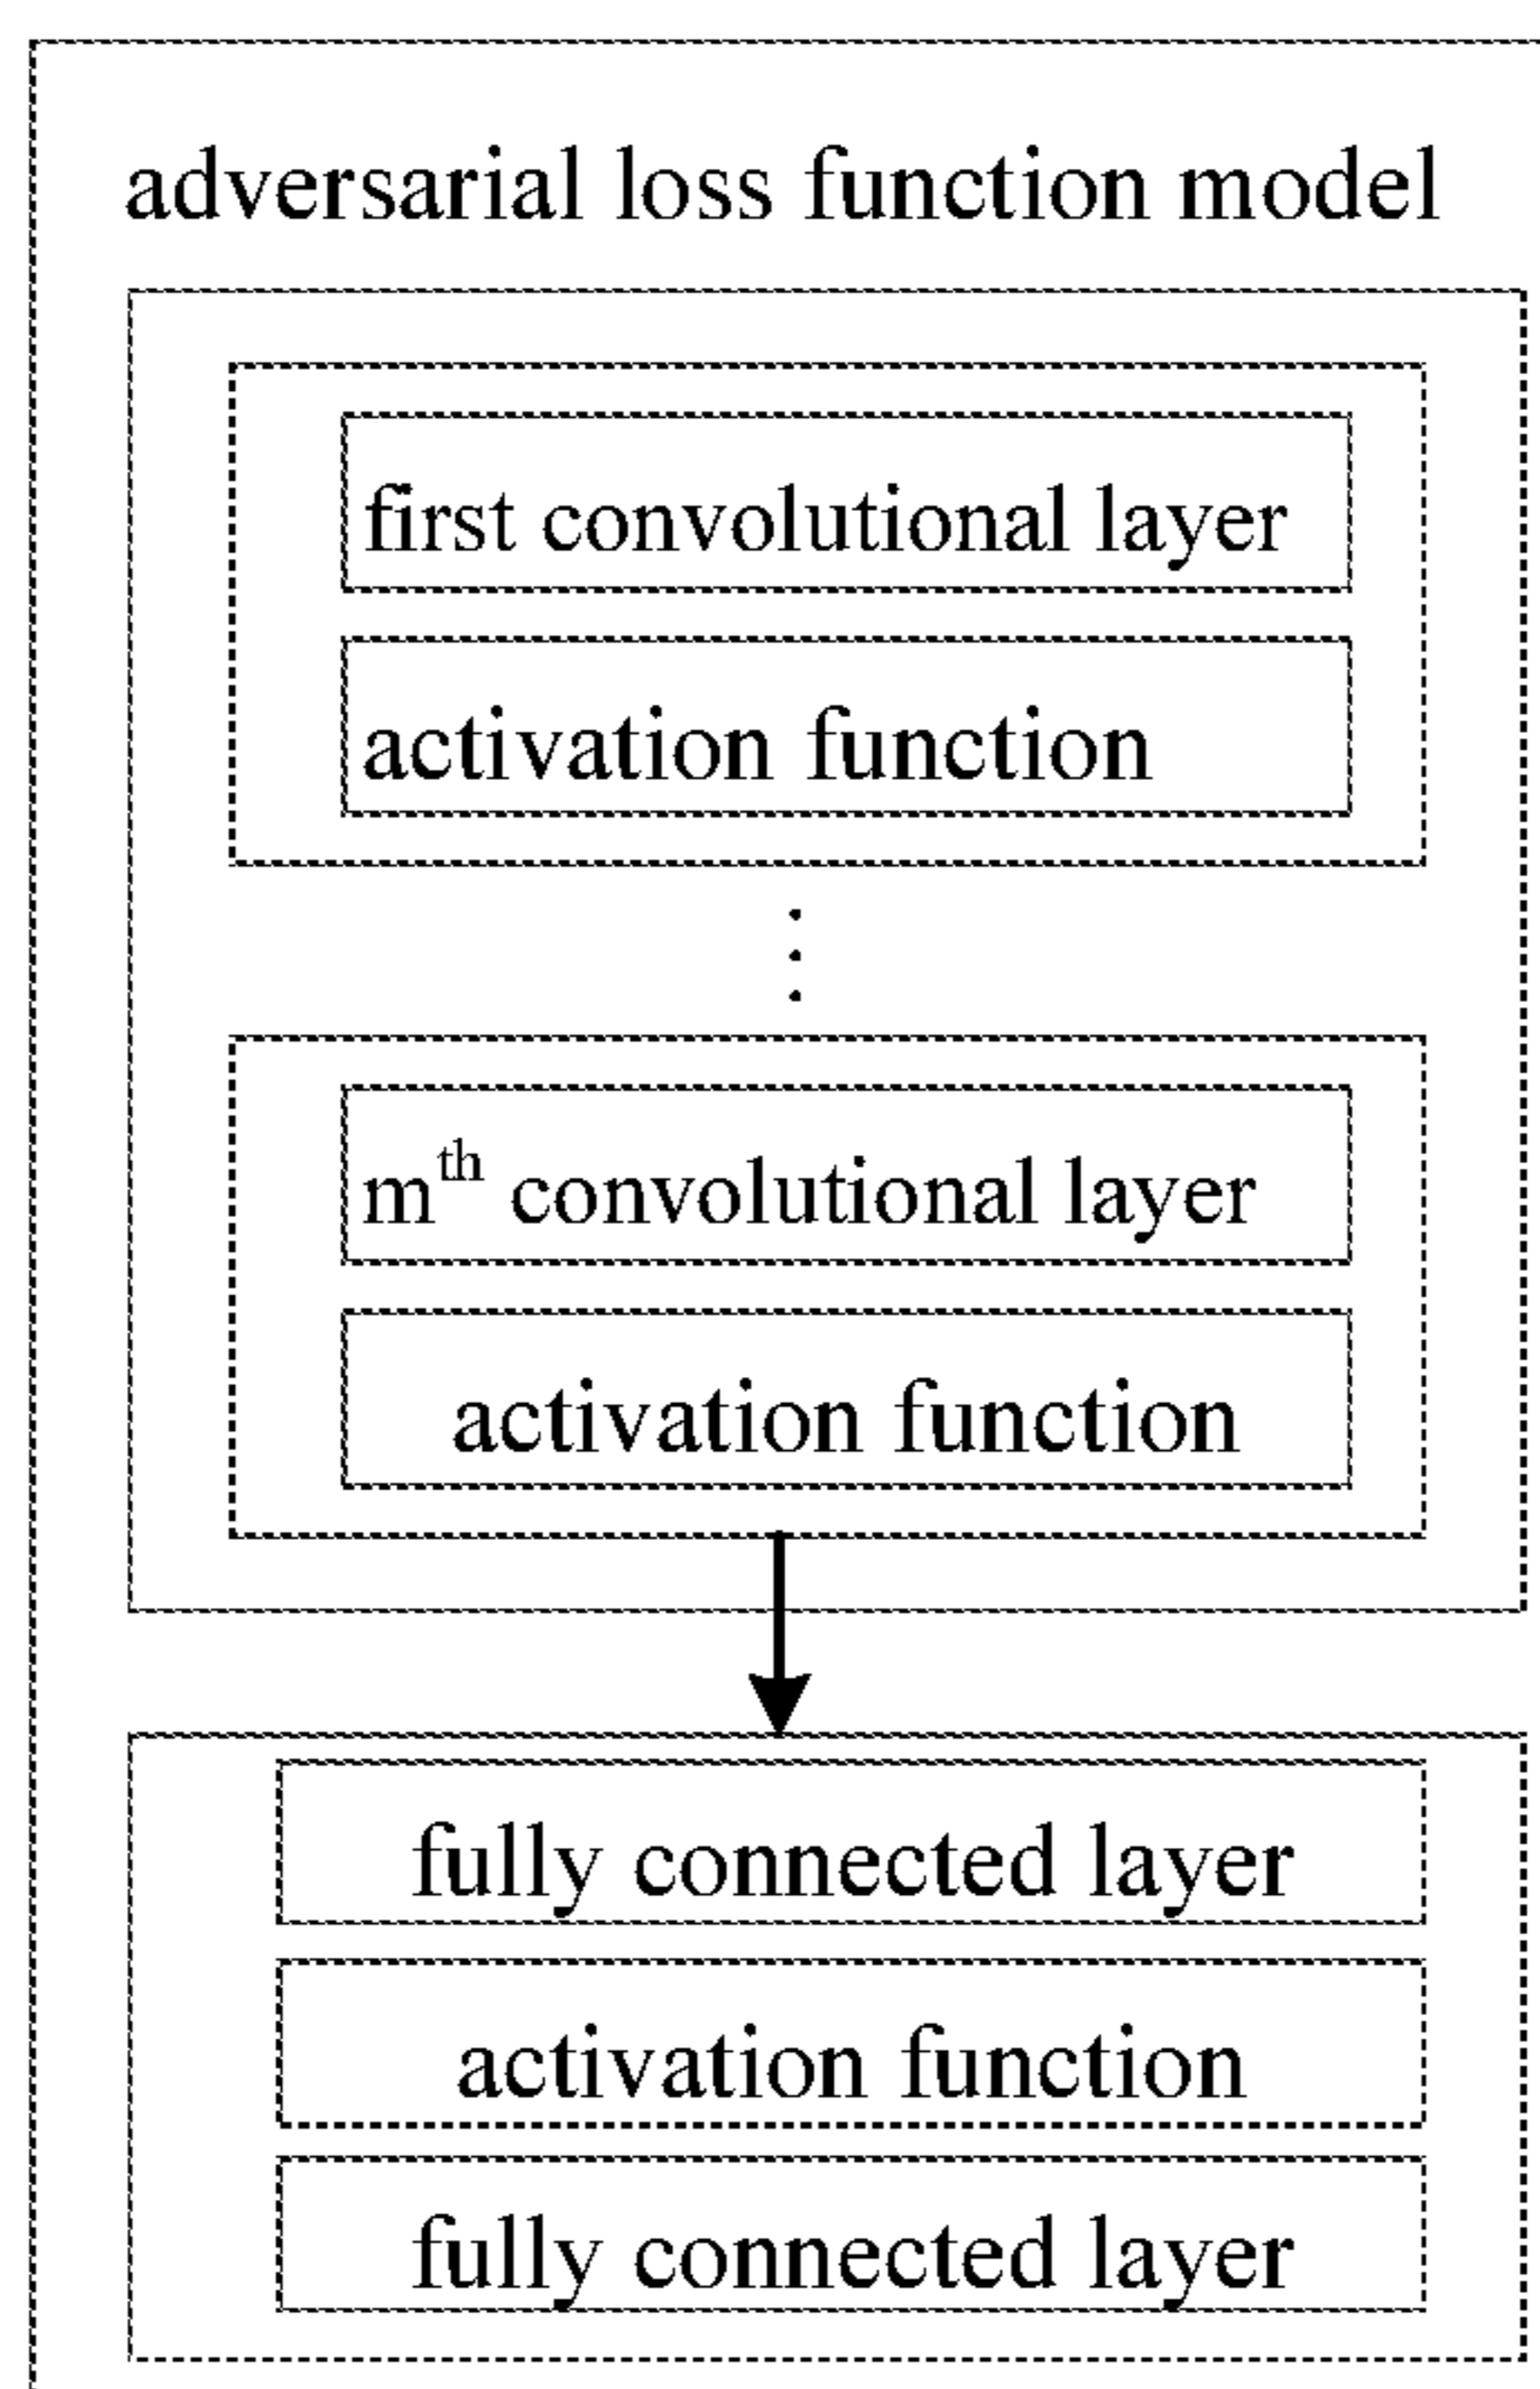 adversarial loss function model
first convolutional layer
activation function
mᵗʰ convolutional layer
activation function
fully connected layer
activation function
fully connected layer